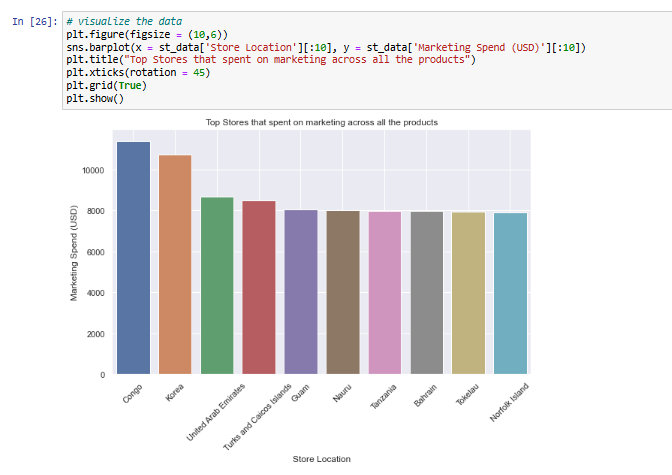 In [26]: # visualize the data
plt.figure(figsize = (10,6))
sns.barplot(x = st_data['Store Location'][:10], y = st_data['Marketing Spend (USD)'][:10])
plt.title("Top Stores that spent on marketing across all the products")
plt.xticks(rotation = 45)
plt.grid(True)
plt.show()
Top Stores that spent on marketing across all the products
10000
8000
6000
4000
2000
0
Marketing Spend (USD)
Congo
Korea
United Arab Emirates
Turks and Caicos Islands
Guam
Nauru
Tanzania
Bahrain
Tokelau
Norfolk Island
Store Location